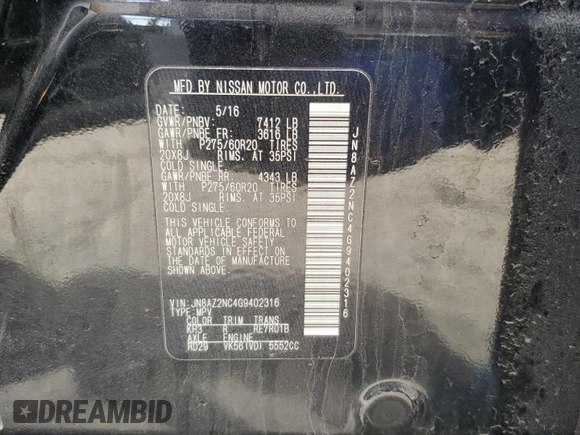 MFD BY NISSAN MOTOR CO.,LTD.
DATE: 5/16
GVWR/PNBV: 7412 LB
GAWR/PNBE FR: 3616 LB
WITH P275/60R20 TIRES
20X8J RIMS. AT 35PSI
COLD SINGLE
GAWR/PNBE RR: 4343 LB
WITH P275/60R20 TIRES
20X8J RIMS. AT 35PSI
COLD SINGLE
THIS VEHICLE CONFORMS TO
ALL APPLICABLE FEDERAL
MOTOR VEHICLE SAFETY
STANDARDS IN EFFECT ON
THE DATE OF MANUFACTURE
SHOWN ABOVE.
VIN: JN8AZ2NC4G9402316
TYPE: MPV
COLOR TRIM TRANS
KH3 R RE7R01B
AXLE ENGINE
RD29 VK56(VD) 5552CC
JN8AZ2NC4G9402316
DREAMBID